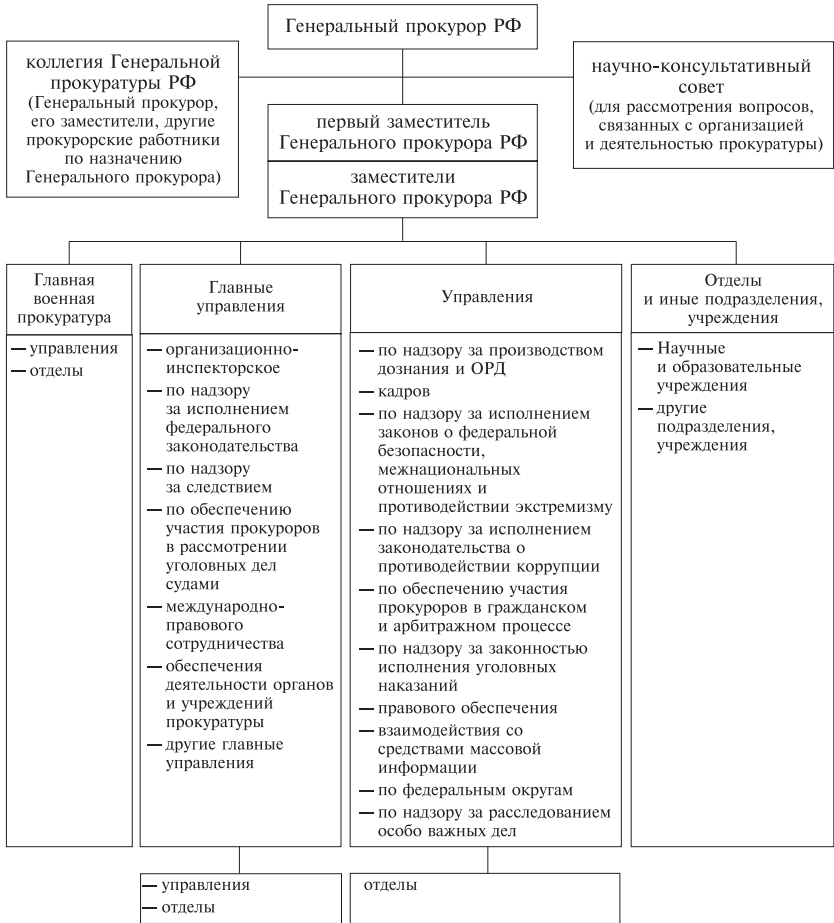 Генеральный прокурор РФ
коллегия Генеральной
прокуратуры РФ
(Генеральный прокурор,
его заместители, другие
прокурорские работники
по назначению
Генерального прокурора)
научно-консультативный
совет
(для рассмотрения вопросов,
связанных с организацией
и деятельностью прокуратуры)
первый заместитель
Генерального прокурора РФ
заместители
Генерального прокурора РФ
Главная
военная
прокуратура
— управления
— отделы
Главные
управления
— организационно-
инспекторское
— по надзору
за исполнением
федерального
законодательства
— по надзору
за следствием
— по обеспечению
участия прокуроров
в рассмотрении
уголовных дел
судами
— международно-
правового
сотрудничества
— обеспечения
деятельности органов
и учреждений
прокуратуры
— другие главные
управления
— управления
— отделы
Управления
— по надзору за производством
дознания и ОРД
— кадров
— по надзору за исполнением
законов о федеральной
безопасности,
межнациональных
отношениях и
противодействии экстремизму
— по надзору за исполнением
законодательства о
противодействии коррупции
— по обеспечению участия
прокуроров в гражданском
и арбитражном процессе
— по надзору за законностью
исполнения уголовных
наказаний
— правового обеспечения
— взаимодействия со
средствами массовой
информации
— по федеральным округам
— по надзору за расследованием
особо важных дел
отделы
Отделы
и иные подразделения,
учреждения
— Научные
и образовательные
учреждения
— другие
подразделения,
учреждения